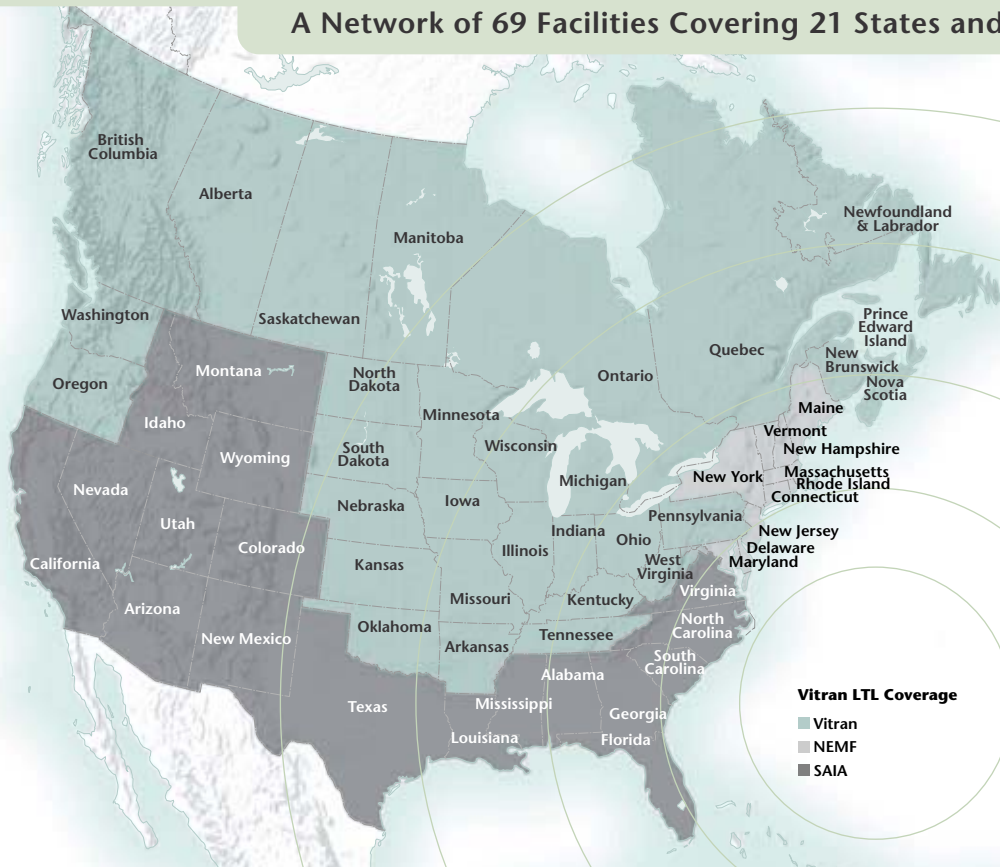 A Network of 69 Facilities Covering 21 States and
British
Columbia
Alberta
Manitoba
Newfoundland
& Labrador
Washington
Saskatchewan
Prince
Edward
Island
Oregon
Montana
North
Dakota
Ontario
Quebec
New
Brunswick
Nova
Scotia
Idaho
Minnesota
Maine
Wyoming
South
Dakota
Wisconsin
Vermont
New Hampshire
Nevada
Nebraska
Iowa
Michigan
New York
Massachusetts
Rhode Island
Connecticut
Utah
Colorado
Kansas
Illinois
Indiana
Ohio
Pennsylvania
New Jersey
Delaware
Maryland
California
West
Virginia
Virginia
Arizona
New Mexico
Oklahoma
Missouri
Kentucky
North
Carolina
Arkansas
Tennessee
South
Carolina
Texas
Mississippi
Alabama
Georgia
Louisiana
Florida
Vitran LTL Coverage
Vitran
NEMF
SAIA